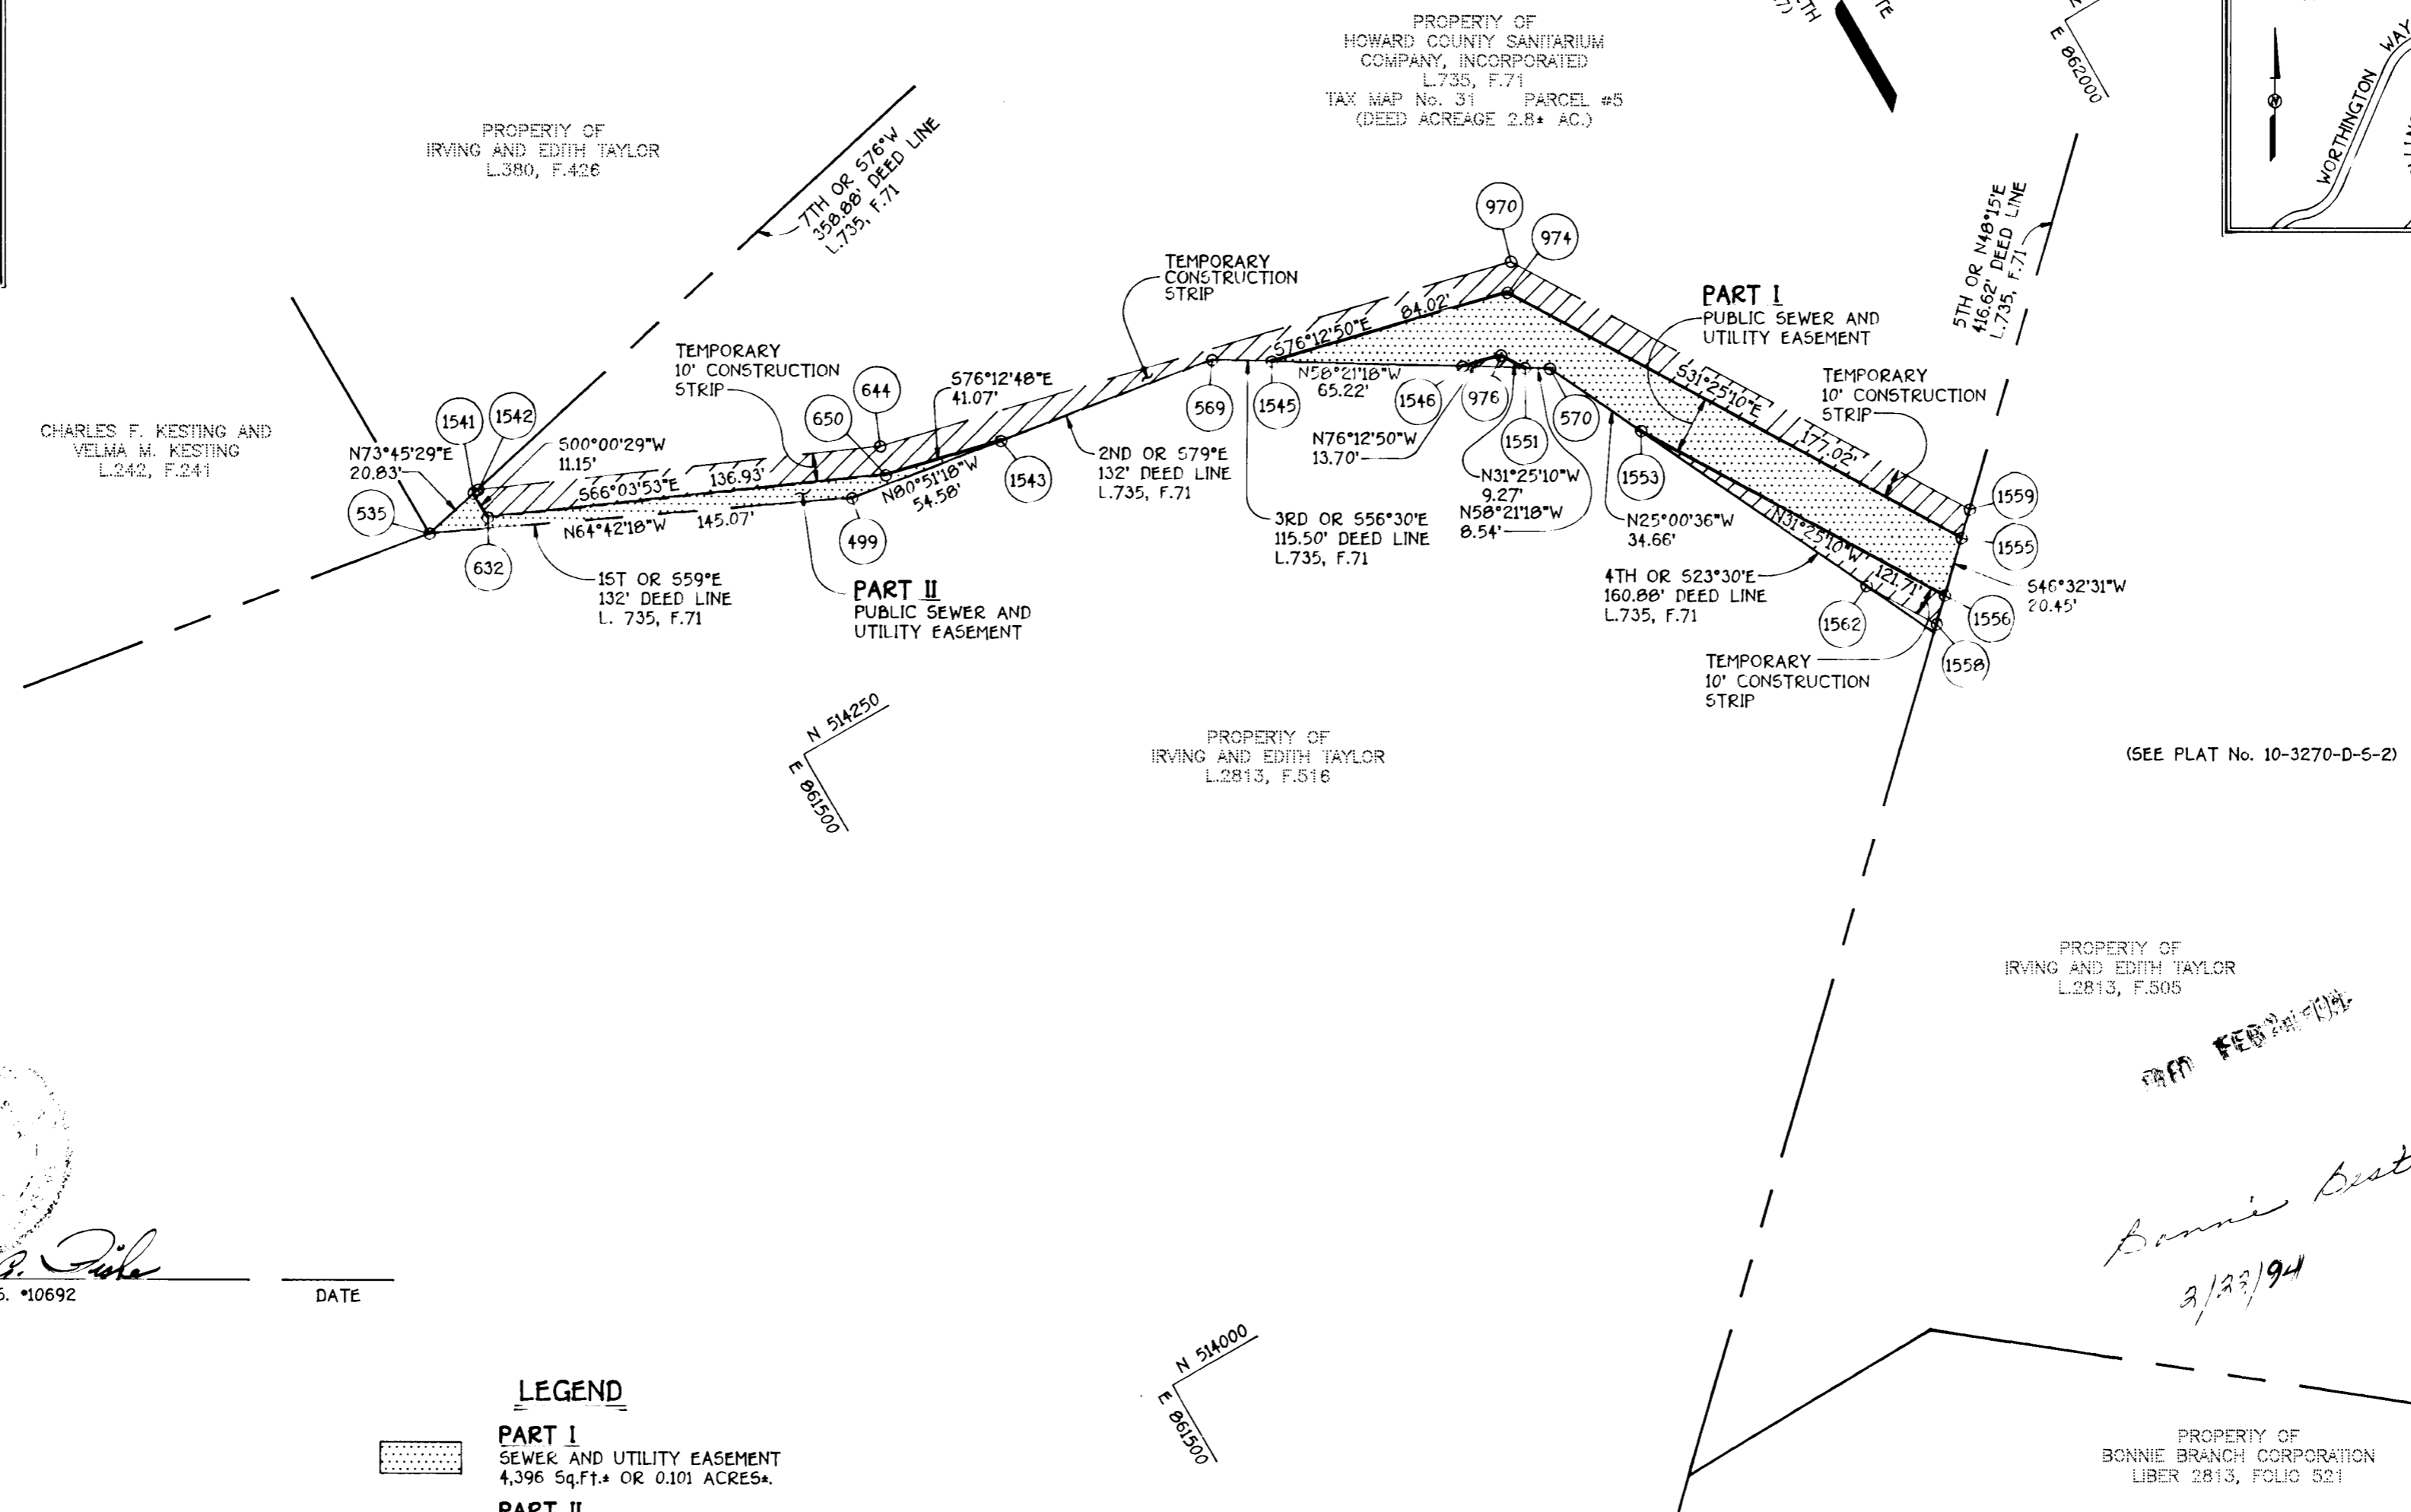 PROPERTY OF
HOWARD COUNTY SANITARIUM
COMPANY, INCORPORATED
L.735, F.71
TAX MAP No. 31 PARCEL #5
(DEED ACREAGE 2.8± AC.)
E 862000
WORTHINGTON WAY
PROPERTY OF
IRVING AND EDITH TAYLOR
L.380, F.426
7TH OR S76°W
358.88' DEED LINE
L.735, F.71
5TH OR N48°15'E
416.62' DEED LINE
L.735, F.71
970
974
TEMPORARY
CONSTRUCTION
STRIP
PART I
PUBLIC SEWER AND
UTILITY EASEMENT
S76°12'50"E 84.02'
TEMPORARY
10' CONSTRUCTION
STRIP
644
S76°12'48"E
41.07'
650
569
1545
N58°21'18"W
65.22'
1546
976
1551
570
S31°25'10"E 177.02'
TEMPORARY
10' CONSTRUCTION
STRIP
CHARLES F. KESTING AND
VELMA M. KESTING
L.242, F.241
1541
1542
N73°45'29"E
20.83'
S00°00'29"W
11.15'
S66°03'53"E 136.93'
N80°51'18"W
54.58'
1543
2ND OR S79°E
132' DEED LINE
L.735, F.71
N76°12'50"W
13.70'
N31°25'10"W
9.27'
N58°21'18"W
8.54'
1553
N25°00'36"W
34.66'
1559
1555
535
632
N64°42'18"W 145.07'
499
3RD OR S56°30'E
115.50' DEED LINE
L.735, F.71
N31°25'10"W 121.71'
4TH OR S23°30'E
160.88' DEED LINE
L.735, F.71
S46°32'31"W
20.45'
1562
1556
1558
1ST OR S59°E
132' DEED LINE
L. 735, F.71
PART II
PUBLIC SEWER AND
UTILITY EASEMENT
TEMPORARY
10' CONSTRUCTION
STRIP
N 514250
E 861500
PROPERTY OF
IRVING AND EDITH TAYLOR
L.2813, F.516
(SEE PLAT No. 10-3270-D-S-2)
PROPERTY OF
IRVING AND EDITH TAYLOR
L.2813, F.505
FEB
Bonnie Best
2/23/94
#10692
DATE
N 514000
E 861500
LEGEND
PART I
SEWER AND UTILITY EASEMENT
4,396 Sq.Ft.± OR 0.101 ACRES±.
PART II
PROPERTY OF
BONNIE BRANCH CORPORATION
LIBER 2813, FOLIO 521